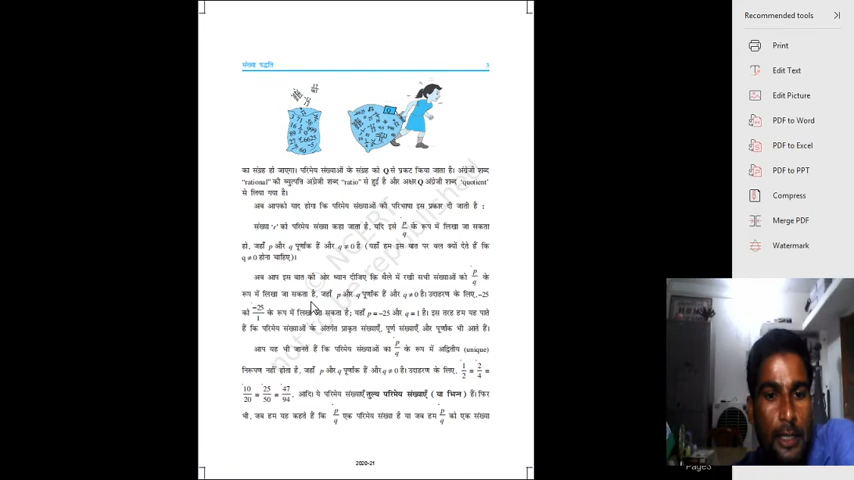 Recommended tools
Print
Edit Text
Edit Picture
PDF to Word
PDF to Excel
PDF to PPT
Compress
Merge PDF
Watermark
संख्या पद्धति 3
का संग्रह हो जाएगा। परिमेय संख्याओं के संग्रह को Q से प्रकट किया जाता है। अंग्रेजी शब्द
“rational” की व्युत्पत्ति अंग्रेजी शब्द “ratio” से हुई है और अक्षर Q अंग्रेजी शब्द ‘quotient’
से लिया गया है।
अब आपको याद होगा कि परिमेय संख्याओं की परिभाषा इस प्रकार दी जाती है :
संख्या ‘r’ को परिमेय संख्या कहा जाता है, यदि इसे p/q के रूप में लिखा जा सकता
हो, जहाँ p और q पूर्णांक हैं और q ≠ 0 है। (यहाँ हम इस बात पर बल क्यों देते हैं कि
q ≠ 0 होना चाहिए)।
अब आप इस बात की ओर ध्यान दीजिए कि थैले में रखी सभी संख्याओं को p/q के
रूप में लिखा जा सकता है, जहाँ p और q पूर्णांक हैं और q ≠ 0 है। उदाहरण के लिए, –25
को –25/1 के रूप में लिखा जा सकता है; यहाँ p = –25 और q = 1 है। इस तरह हम पाते
हैं कि परिमेय संख्याओं के अंतर्गत प्राकृत संख्याएँ, पूर्ण संख्याएँ और पूर्णांक भी आते हैं।
आप यह भी जानते हैं कि परिमेय संख्याओं का p/q के रूप में अद्वितीय (unique)
निरूपण नहीं होता है, जहाँ p और q पूर्णांक हैं और q ≠ 0 है। उदाहरण के लिए, 1/2 = 2/4 =
10/20 = 25/50 = 47/94, आदि। ये परिमेय संख्याएँ तुल्य परिमेय संख्याएँ (या भिन्न) हैं। फिर
भी, जब हम यह कहते हैं कि p/q एक परिमेय संख्या है या जब हम p/q को एक संख्या
© NCERT
not to be republished
2020-21